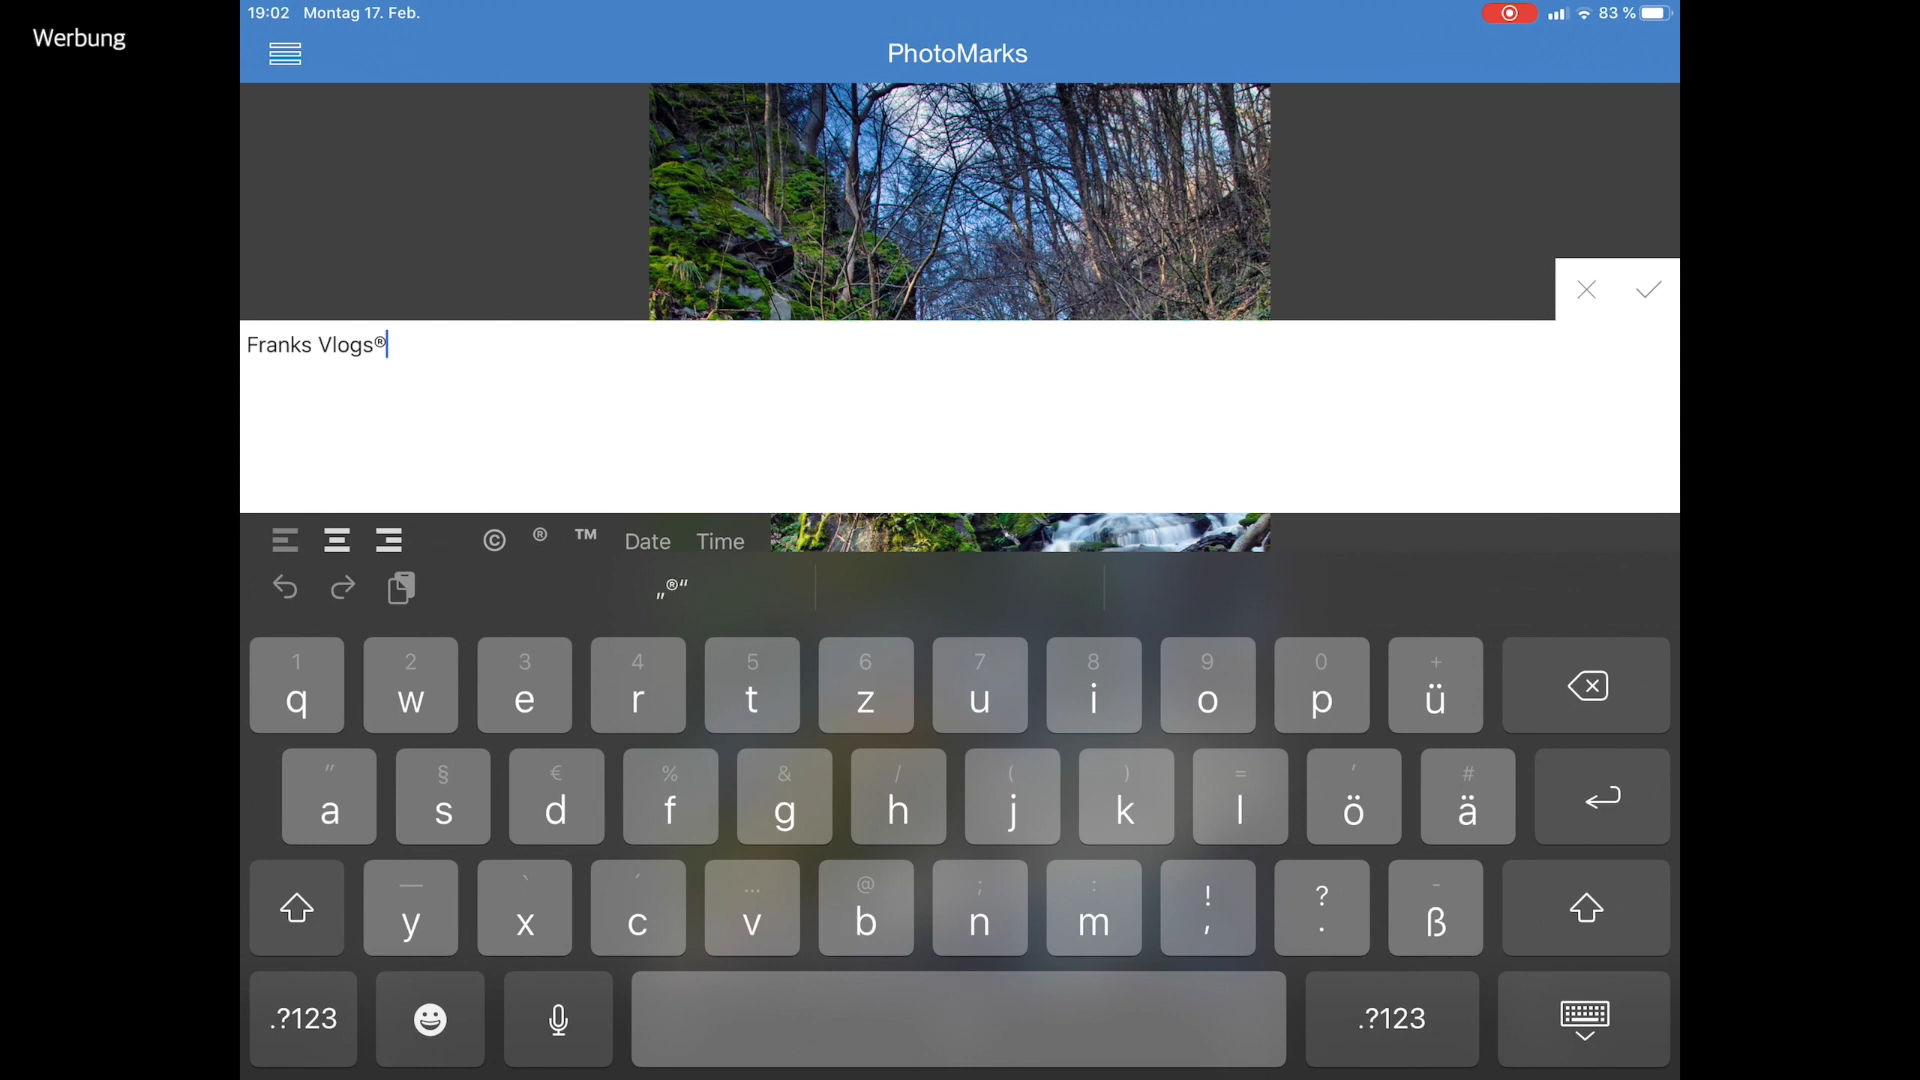 Werbung
19:02 Montag 17. Feb.
83 %
PhotoMarks
Franks Vlogs®
© ® ™ Date Time
„®“
1 2 3 4 5 6 7 8 9 0 +
q w e r t z u i o p ü
" § € % & / ( ) = ' #
a s d f g h j k l ö ä
— ` ´ ... @ ; : ! ? -
y x c v b n m , . ß
.?123 .?123